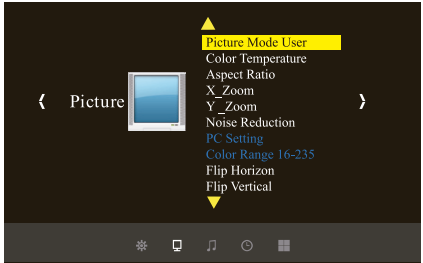 Picture
Picture Mode User
Color Temperature
Aspect Ratio
X_Zoom
Y_Zoom
Noise Reduction
PC Setting
Color Range 16-235
Flip Horizon
Flip Vertical